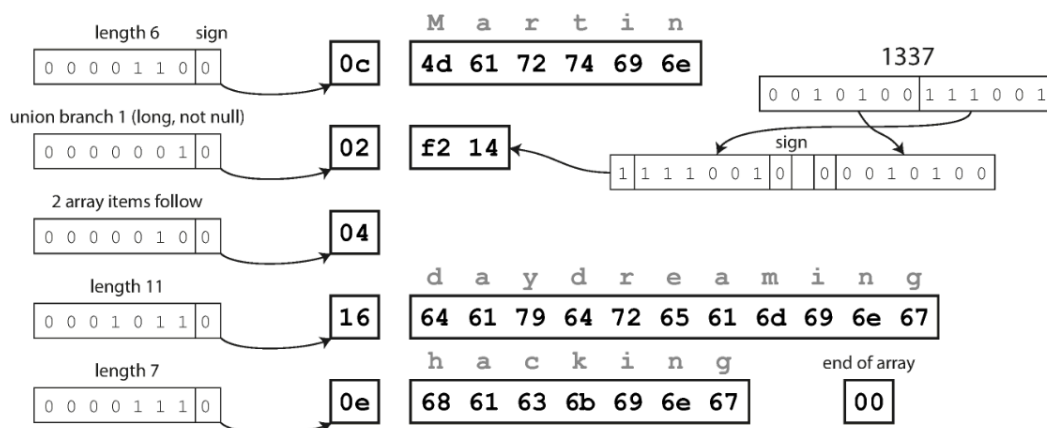 length 6 sign
0 0 0 0 1 1 0 0
0c
M a r t i n
4d 61 72 74 69 6e
1337
0 0 1 0 1 0 0 1 1 1 0 0 1
union branch 1 (long, not null)
0 0 0 0 0 0 1 0
02
f2 14
sign
1 1 1 1 0 0 1 0 0 0 0 1 0 1 0 0
2 array items follow
0 0 0 0 0 1 0 0
04
length 11
0 0 0 1 0 1 1 0
16
d a y d r e a m i n g
64 61 79 64 72 65 61 6d 69 6e 67
length 7
0 0 0 0 1 1 1 0
0e
h a c k i n g
68 61 63 6b 69 6e 67
end of array
00